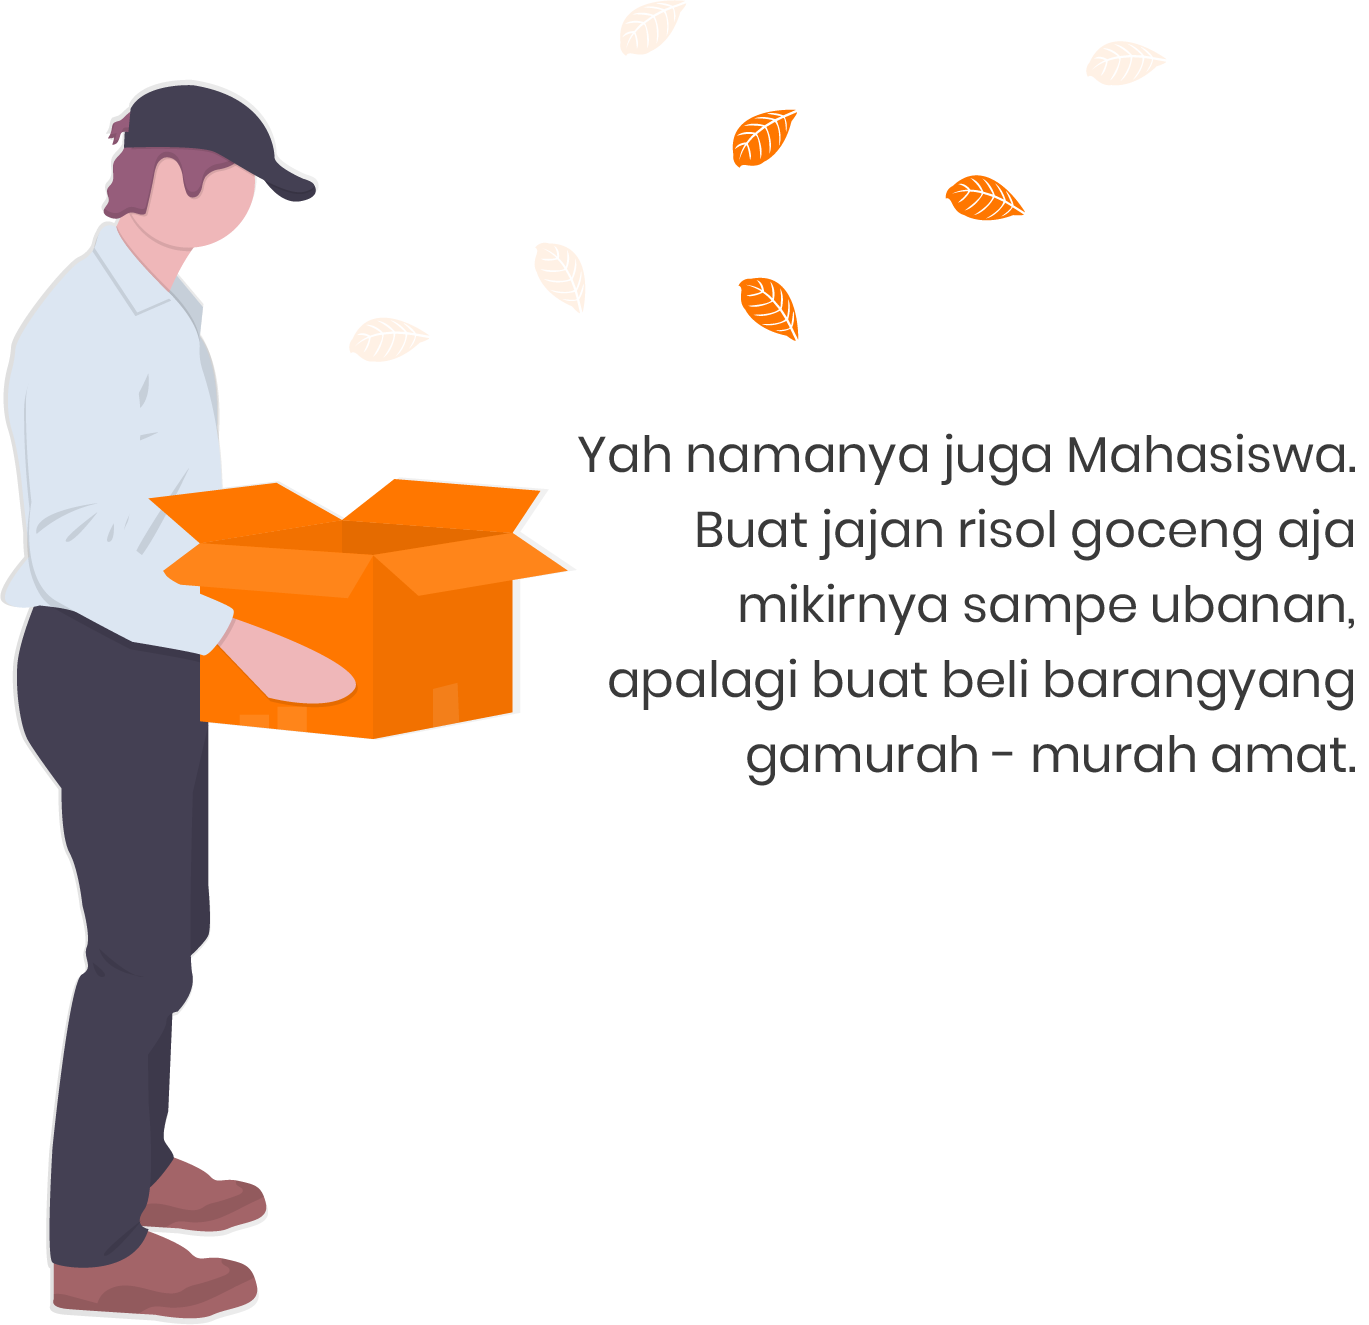 Yah namanya juga Mahasiswa.
Buat jajan risol goceng aja
mikirnya sampe ubanan,
apalagi buat beli barangyang
gamurah - murah amat.